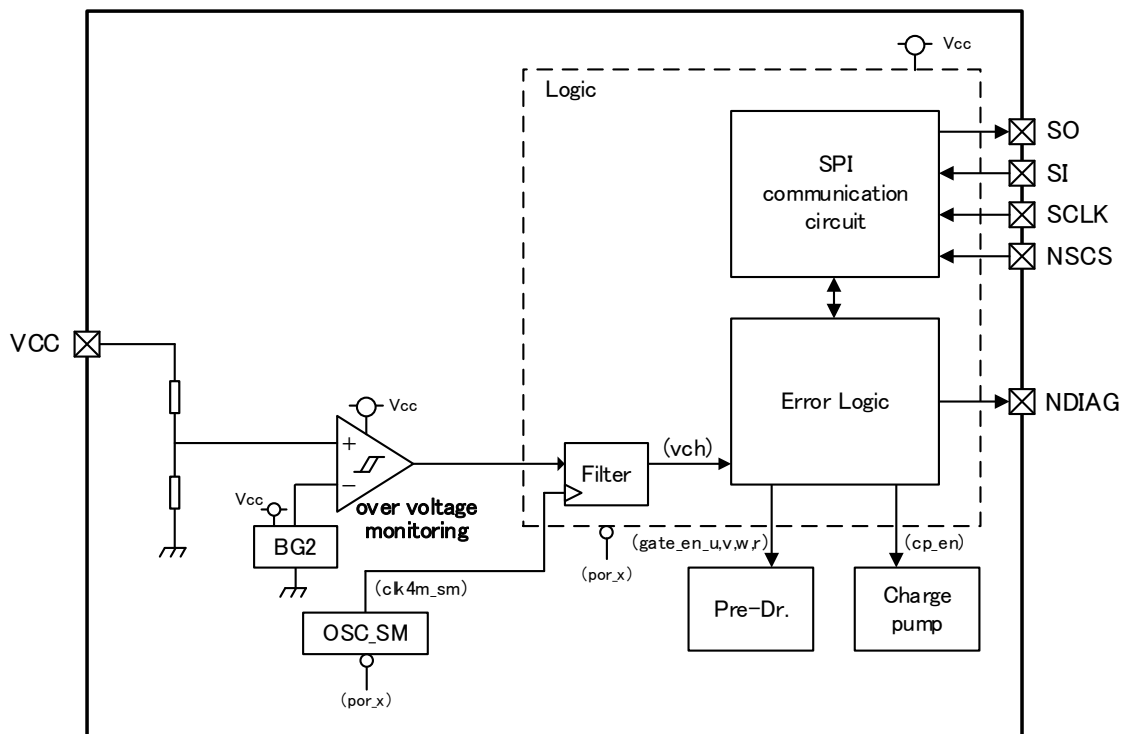 Vcc
Logic
SO
SPI
communication
circuit
SI
SCLK
NSCS
VCC
Error Logic
NDIAG
Vcc
+
−
Filter
(vch)
over voltage
monitoring
Vcc
BG2
(gate_en_u,v,w,r)
(cp_en)
(por_x)
(clk4m_sm)
Pre-Dr.
Charge
pump
OSC_SM
(por_x)